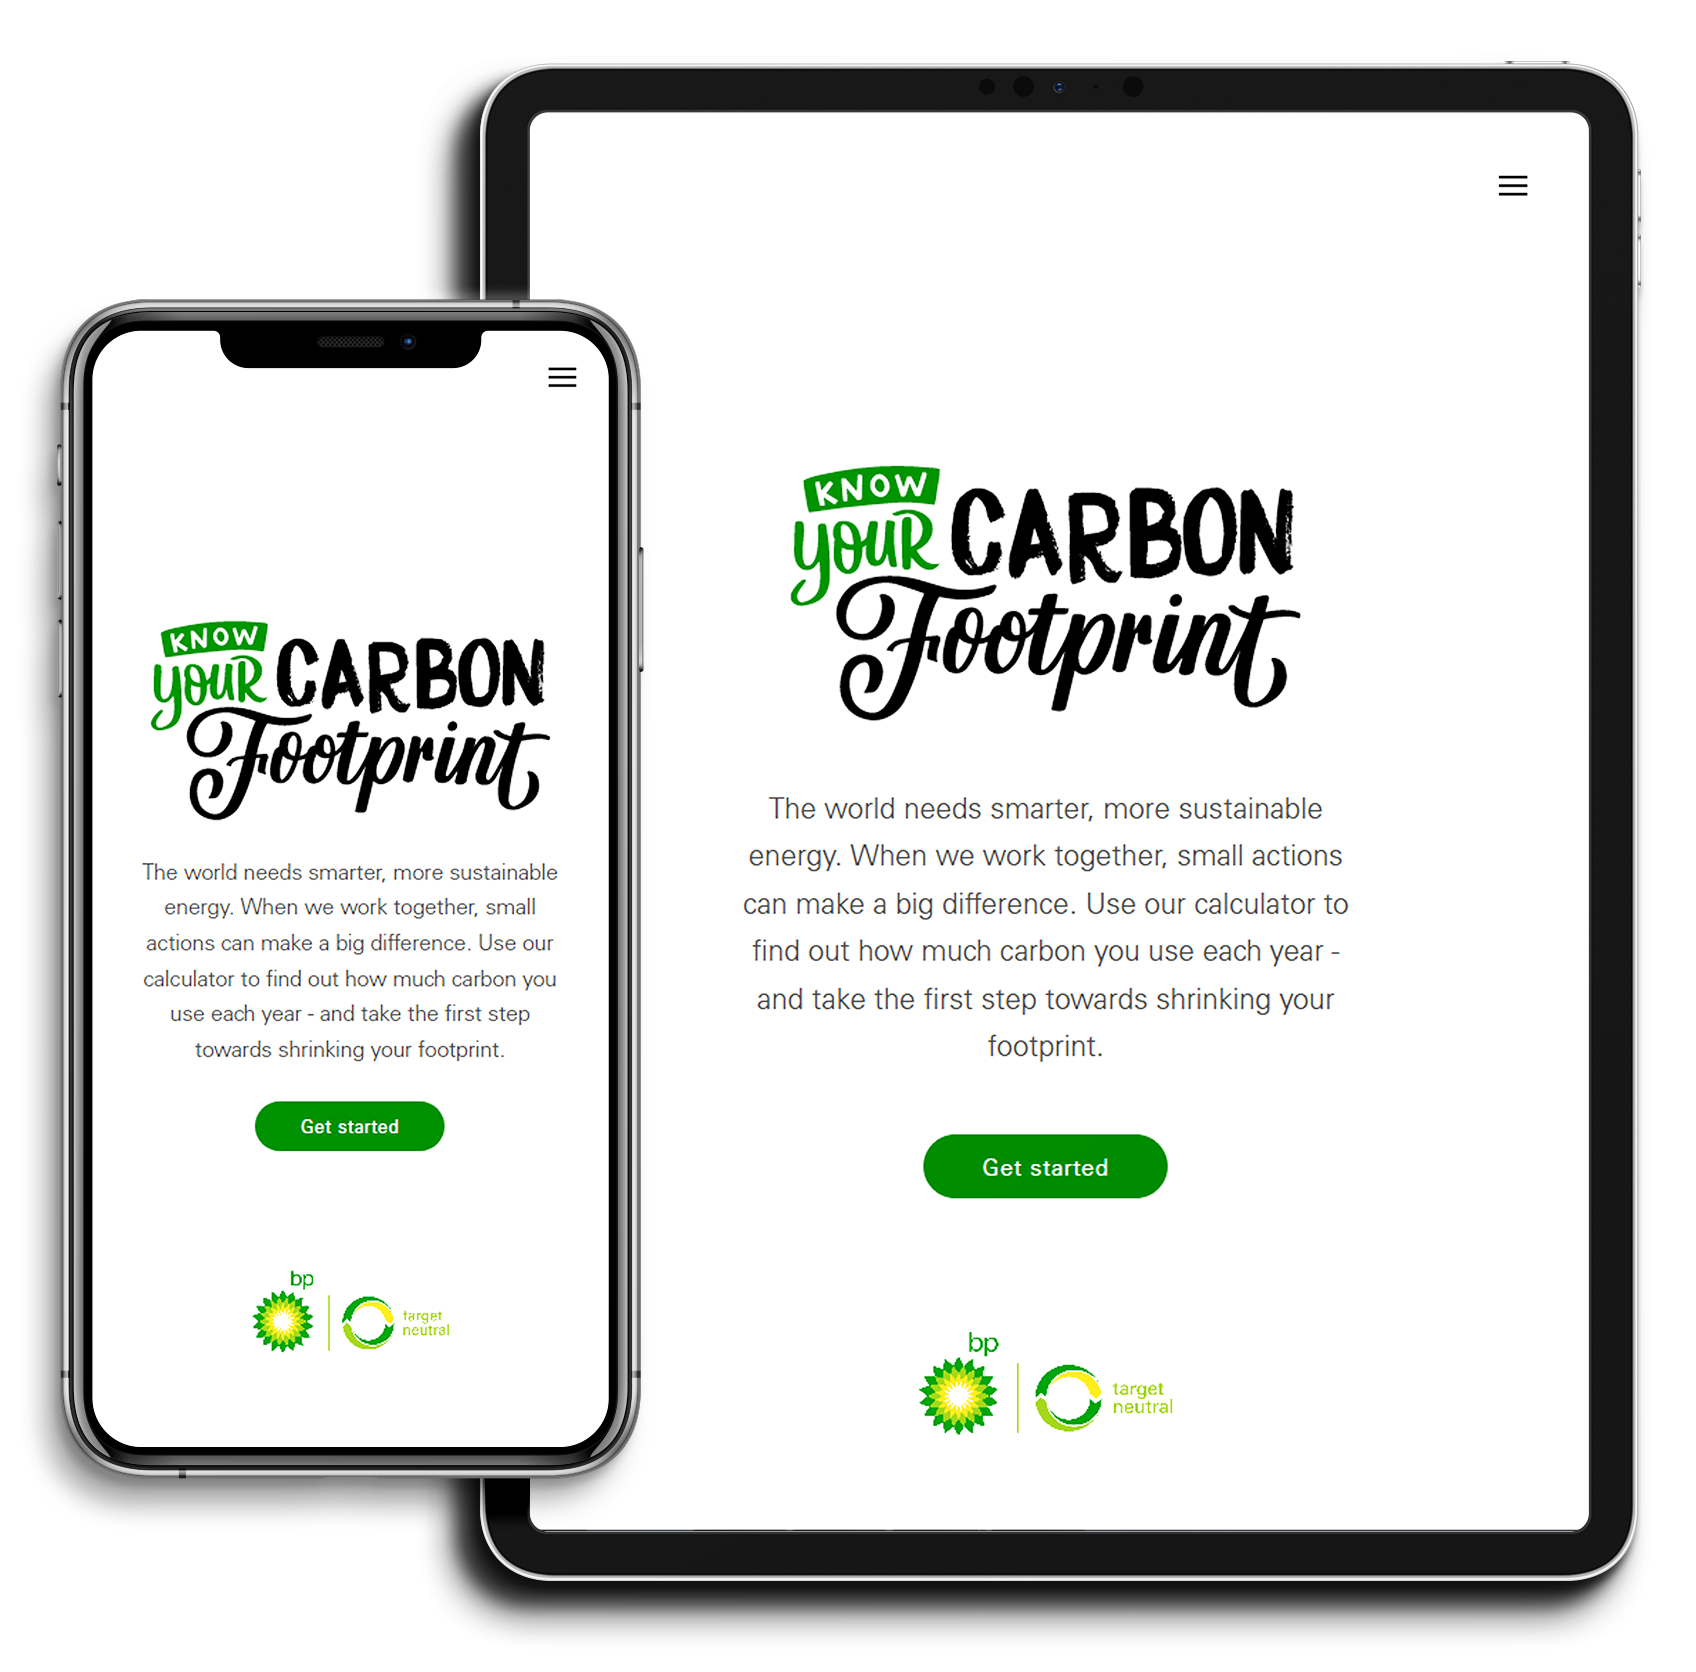 KNOW
YOUR CARBON
Footprint
The world needs smarter, more sustainable
energy. When we work together, small
actions can make a big difference. Use our
calculator to find out how much carbon you
use each year - and take the first step
towards shrinking your footprint.
Get started
bp
target
neutral
KNOW
YOUR CARBON
Footprint
The world needs smarter, more sustainable
energy. When we work together, small actions
can make a big difference. Use our calculator to
find out how much carbon you use each year -
and take the first step towards shrinking your
footprint.
Get started
bp
target
neutral